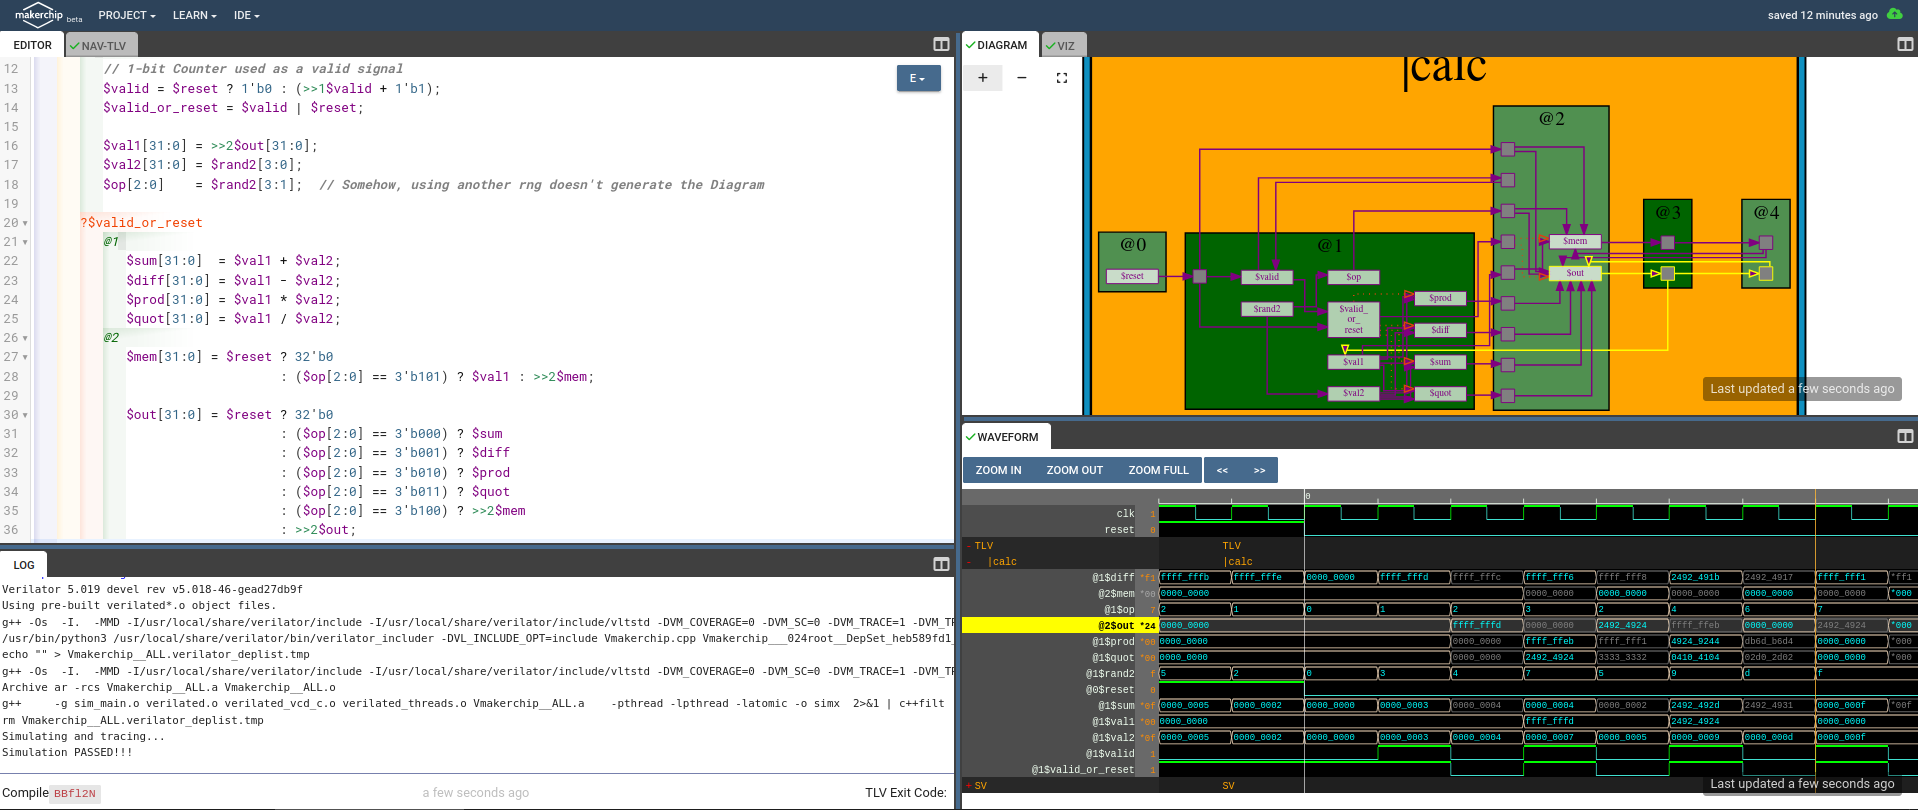 makerchip beta PROJECT LEARN IDE saved 12 minutes ago
EDITOR NAV-TLV
12 // 1-bit Counter used as a valid signal
13 $valid = $reset ? 1'b0 : (>>1$valid + 1'b1);
14 $valid_or_reset = $valid | $reset;
15
16 $val1[31:0] = >>2$out[31:0];
17 $val2[31:0] = $rand2[3:0];
18 $op[2:0] = $rand2[3:1]; // Somehow, using another rng doesn't generate the Diagram
19
20 ?$valid_or_reset
21 @1
22 $sum[31:0] = $val1 + $val2;
23 $diff[31:0] = $val1 - $val2;
24 $prod[31:0] = $val1 * $val2;
25 $quot[31:0] = $val1 / $val2;
26 @2
27 $mem[31:0] = $reset ? 32'b0
28 : ($op[2:0] == 3'b101) ? $val1 : >>2$mem;
29
30 $out[31:0] = $reset ? 32'b0
31 : ($op[2:0] == 3'b000) ? $sum
32 : ($op[2:0] == 3'b001) ? $diff
33 : ($op[2:0] == 3'b010) ? $prod
34 : ($op[2:0] == 3'b011) ? $quot
35 : ($op[2:0] == 3'b100) ? >>2$mem
36 : >>2$out;
E
LOG
Verilator 5.019 devel rev v5.018-46-gead27db9f
Using pre-built verilated*.o object files.
g++ -Os -I. -MMD -I/usr/local/share/verilator/include -I/usr/local/share/verilator/include/vltstd -DVM_COVERAGE=0 -DVM_SC=0 -DVM_TRACE=1 -DVM_TF
/usr/bin/python3 /usr/local/share/verilator/bin/verilator_includer -DVL_INCLUDE_OPT=include Vmakerchip.cpp Vmakerchip___024root__DepSet_heb589fd1
echo "" > Vmakerchip__ALL.verilator_deplist.tmp
g++ -Os -I. -MMD -I/usr/local/share/verilator/include -I/usr/local/share/verilator/include/vltstd -DVM_COVERAGE=0 -DVM_SC=0 -DVM_TRACE=1 -DVM_TF
Archive ar -rcs Vmakerchip__ALL.a Vmakerchip__ALL.o
g++ -g sim_main.o verilated.o verilated_vcd_c.o verilated_threads.o Vmakerchip__ALL.a -pthread -lpthread -latomic -o simx 2>&1 | c++filt
rm Vmakerchip__ALL.verilator_deplist.tmp
Simulating and tracing...
Simulation PASSED!!!
Compile BBfl2N a few seconds ago TLV Exit Code:
DIAGRAM VIZ
+ −
|calc
@0
$reset
@1
$valid
$op
$rand2
$valid_
or_
reset
$prod
$diff
$val1
$sum
$val2
$quot
@2
$mem
$out
@3
@4
Last updated a few seconds ago
WAVEFORM
ZOOM IN ZOOM OUT ZOOM FULL << >>
0
clk 1
reset 0
- TLV TLV
- |calc |calc
@1$diff *f1 ffff_fffb ffff_fffe 0000_0000 ffff_fffd ffff_fffc ffff_fff6 ffff_fff8 2492_491b 2492_4917 ffff_fff1 *ff1
@2$mem *00 0000_0000 0000_0000 0000_0000 0000_0000 0000_0000 0000_0000 *000
@1$op 7 2 1 0 1 2 3 2 4 6 7
@2$out *24 0000_0000 ffff_fffd 0000_0000 2492_4924 ffff_ffeb 0000_0000 2492_4924 *000
@1$prod *00 0000_0000 0000_0000 ffff_ffeb ffff_fff1 4924_9244 db6d_b6d4 0000_0000 *000
@1$quot *00 0000_0000 0000_0000 2492_4924 3333_3332 0410_4104 02d0_2d02 0000_0000 *000
@1$rand2 f 5 2 0 3 4 7 5 9 d f
@0$reset 0
@1$sum *0f 0000_0005 0000_0002 0000_0000 0000_0003 0000_0004 0000_0004 0000_0002 2492_492d 2492_4931 0000_000f *00f
@1$val1 *00 0000_0000 ffff_fffd 2492_4924 0000_0000
@1$val2 *0f 0000_0005 0000_0002 0000_0000 0000_0003 0000_0004 0000_0007 0000_0005 0000_0009 0000_000d 0000_000f
@1$valid 1
@1$valid_or_reset 1
+ SV SV
Last updated a few seconds ago